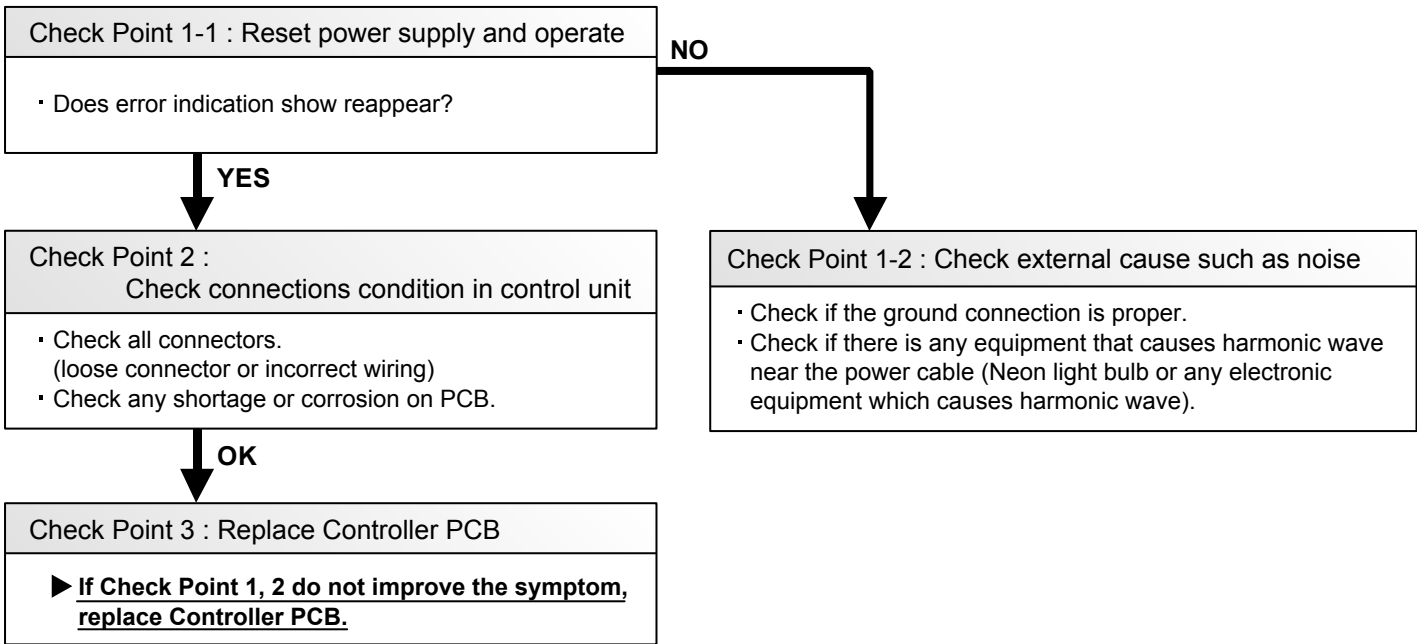 Check Point 1-1 : Reset power supply and operate
・Does error indication show reappear?
NO
YES
Check Point 2 :
Check connections condition in control unit
・Check all connectors.
(loose connector or incorrect wiring)
・Check any shortage or corrosion on PCB.
OK
Check Point 3 : Replace Controller PCB
▶If Check Point 1, 2 do not improve the symptom,
replace Controller PCB.
Check Point 1-2 : Check external cause such as noise
・Check if the ground connection is proper.
・Check if there is any equipment that causes harmonic wave
near the power cable (Neon light bulb or any electronic
equipment which causes harmonic wave).